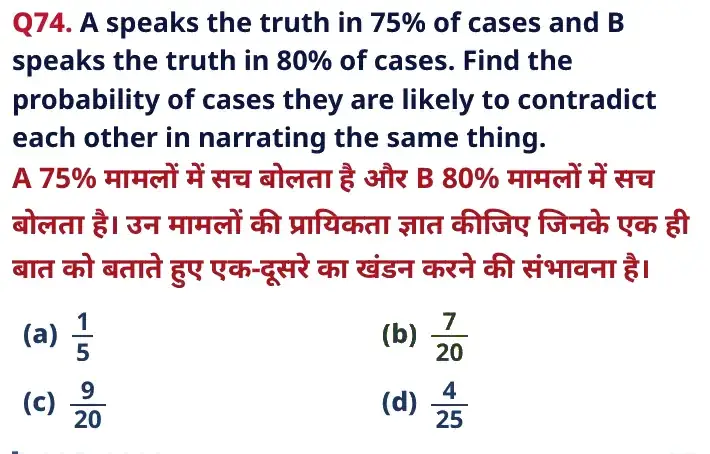 Q74. A speaks the truth in 75% of cases and B
speaks the truth in 80% of cases. Find the
probability of cases they are likely to contradict
each other in narrating the same thing.
A 75% मामलों में सच बोलता है और B 80% मामलों में सच
बोलता है। उन मामलों की प्रायिकता ज्ञात कीजिए जिनके एक ही
बात को बताते हुए एक-दूसरे का खंडन करने की संभावना है।
(a) 1/5 (b) 7/20
(c) 9/20 (d) 4/25